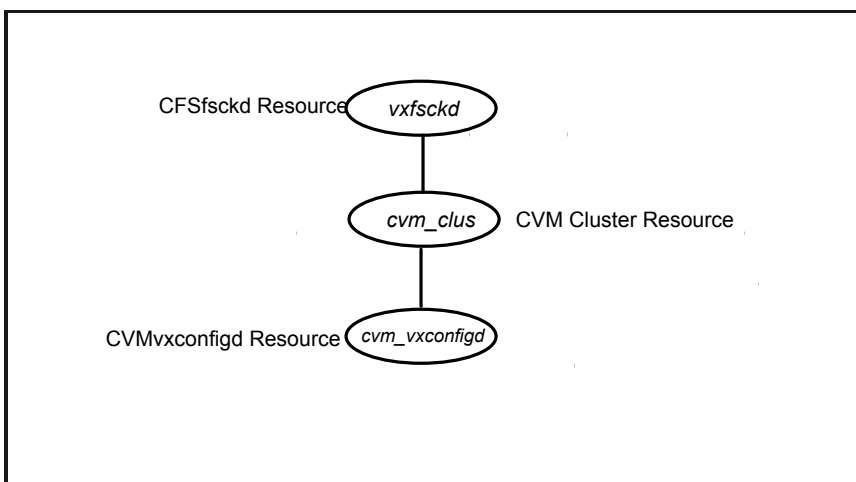 CFSfsckd Resource vxfsckd
cvm_clus CVM Cluster Resource
CVMvxconfigd Resource cvm_vxconfigd